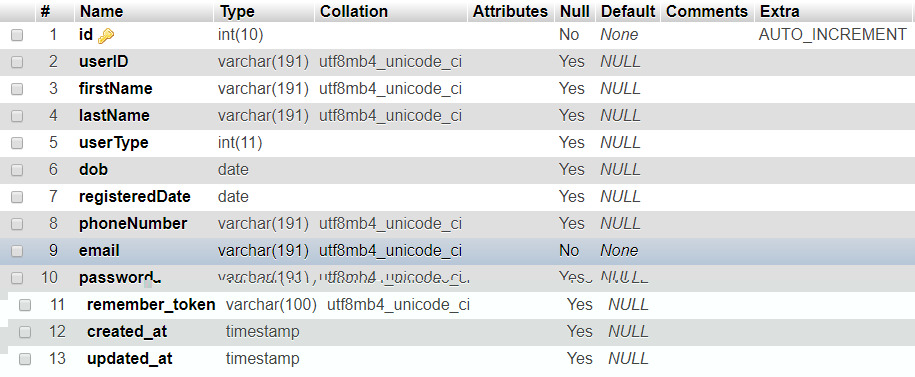 # Name Type Collation Attributes Null Default Comments Extra
1 id int(10) No None AUTO_INCREMENT
2 userID varchar(191) utf8mb4_unicode_ci Yes NULL
3 firstName varchar(191) utf8mb4_unicode_ci Yes NULL
4 lastName varchar(191) utf8mb4_unicode_ci Yes NULL
5 userType int(11) Yes NULL
6 dob date Yes NULL
7 registeredDate date Yes NULL
8 phoneNumber varchar(191) utf8mb4_unicode_ci Yes NULL
9 email varchar(191) utf8mb4_unicode_ci No None
10 password varchar(191) utf8mb4_unicode_ci Yes NULL
11 remember_token varchar(100) utf8mb4_unicode_ci Yes NULL
12 created_at timestamp Yes NULL
13 updated_at timestamp Yes NULL